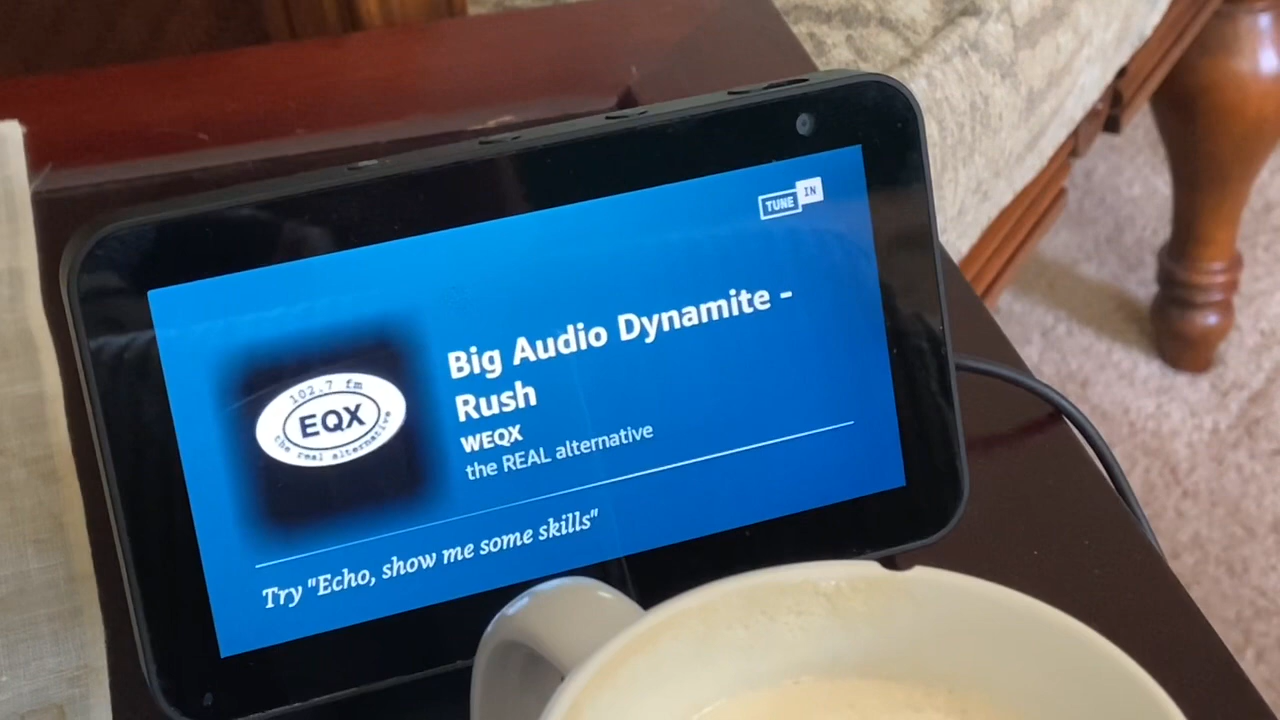 TUNE IN
Big Audio Dynamite -
Rush
WEQX
the REAL alternative
102.7 fm
EQX
the real alternative
Try "Echo, show me some skills"